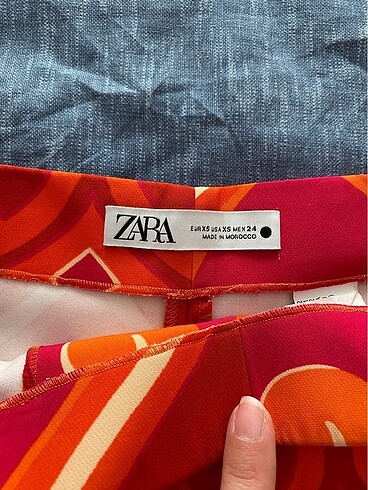 ZARA
EUR XS USA XS MEX 24
MADE IN MOROCCO